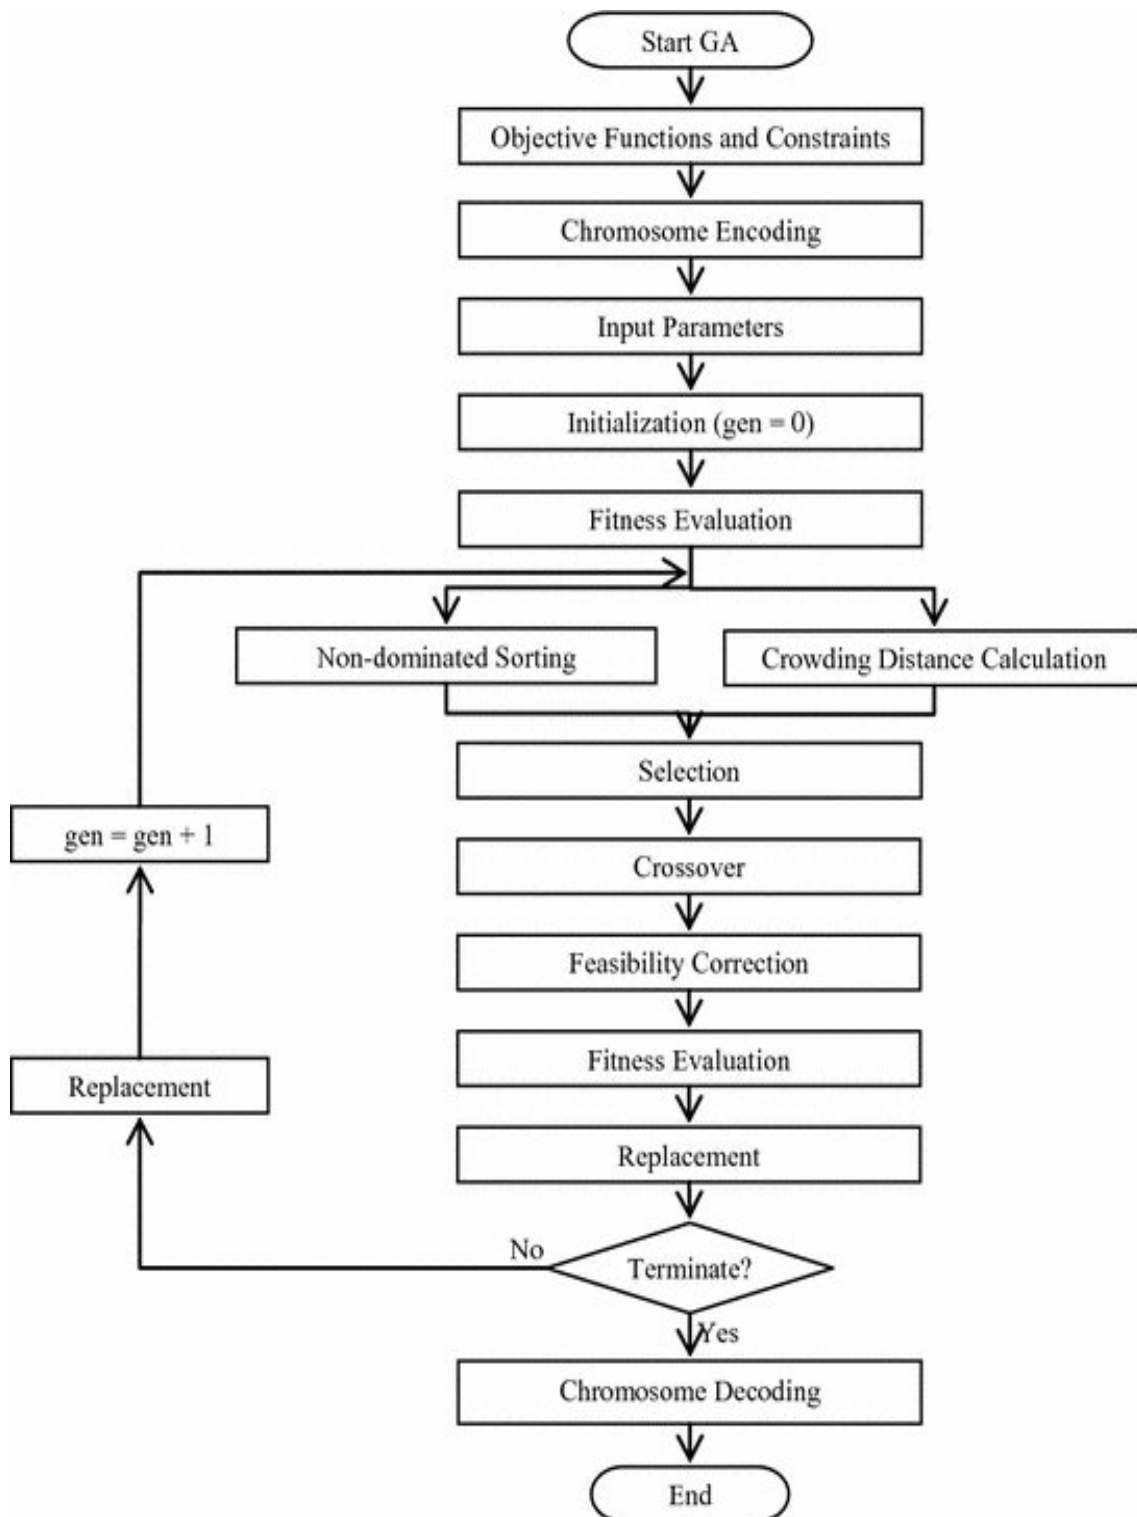 Start GA
Objective Functions and Constraints
Chromosome Encoding
Input Parameters
Initialization (gen = 0)
Fitness Evaluation
Non-dominated Sorting
Crowding Distance Calculation
Selection
gen = gen + 1
Crossover
Feasibility Correction
Fitness Evaluation
Replacement
Replacement
No
Terminate?
Yes
Chromosome Decoding
End